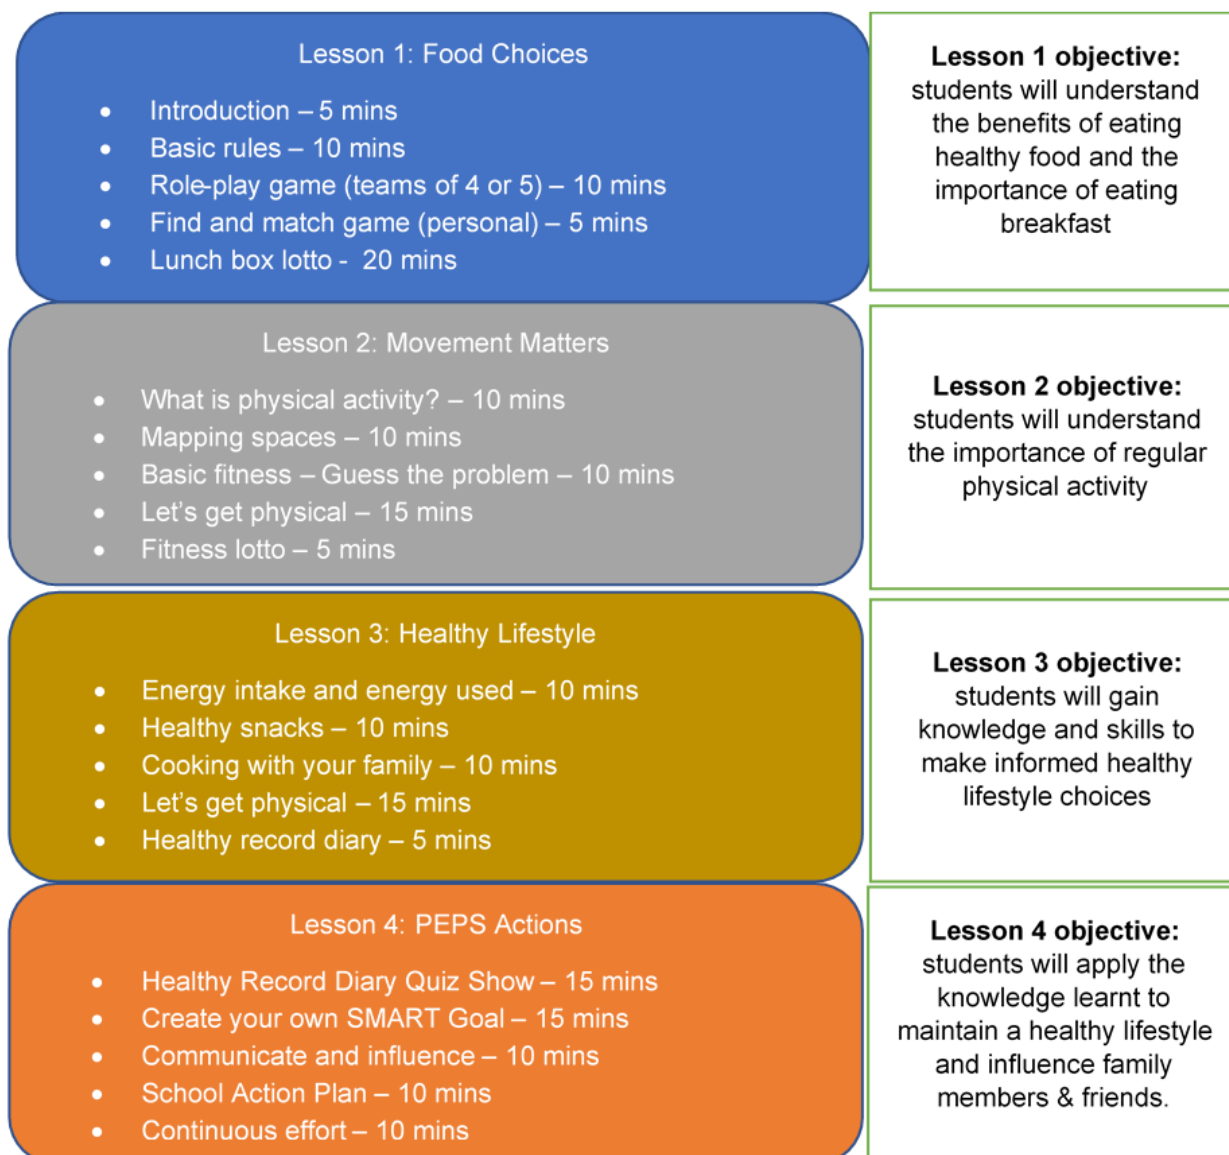 Lesson 1: Food Choices
• Introduction – 5 mins
• Basic rules – 10 mins
• Role-play game (teams of 4 or 5) – 10 mins
• Find and match game (personal) – 5 mins
• Lunch box lotto - 20 mins
Lesson 1 objective:
students will understand
the benefits of eating
healthy food and the
importance of eating
breakfast
Lesson 2: Movement Matters
• What is physical activity? – 10 mins
• Mapping spaces – 10 mins
• Basic fitness – Guess the problem – 10 mins
• Let's get physical – 15 mins
• Fitness lotto – 5 mins
Lesson 2 objective:
students will understand
the importance of regular
physical activity
Lesson 3: Healthy Lifestyle
• Energy intake and energy used – 10 mins
• Healthy snacks – 10 mins
• Cooking with your family – 10 mins
• Let's get physical – 15 mins
• Healthy record diary – 5 mins
Lesson 3 objective:
students will gain
knowledge and skills to
make informed healthy
lifestyle choices
Lesson 4: PEPS Actions
• Healthy Record Diary Quiz Show – 15 mins
• Create your own SMART Goal – 15 mins
• Communicate and influence – 10 mins
• School Action Plan – 10 mins
• Continuous effort – 10 mins
Lesson 4 objective:
students will apply the
knowledge learnt to
maintain a healthy lifestyle
and influence family
members & friends.